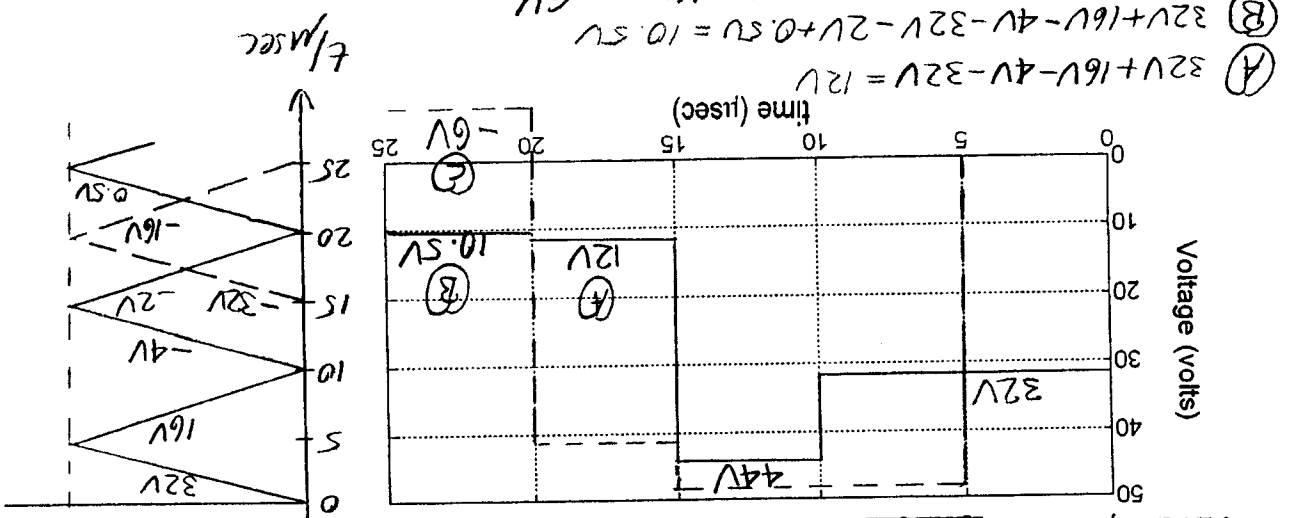 Voltage (volts)
50
40
30
20
10
0
32V
44V
Ⓐ
12V
Ⓑ
10.5V
Ⓒ
-6V
0 5 10 15 20 25
time (μsec)
0
5
10
15
20
25
32V
16V
-4V
-2V
-32V
-16V
0.5V
t/μsec
Ⓐ 32V+16V-4V-32V = 12V
Ⓑ 32V+16V-4V-32V-2V+0.5V = 10.5V